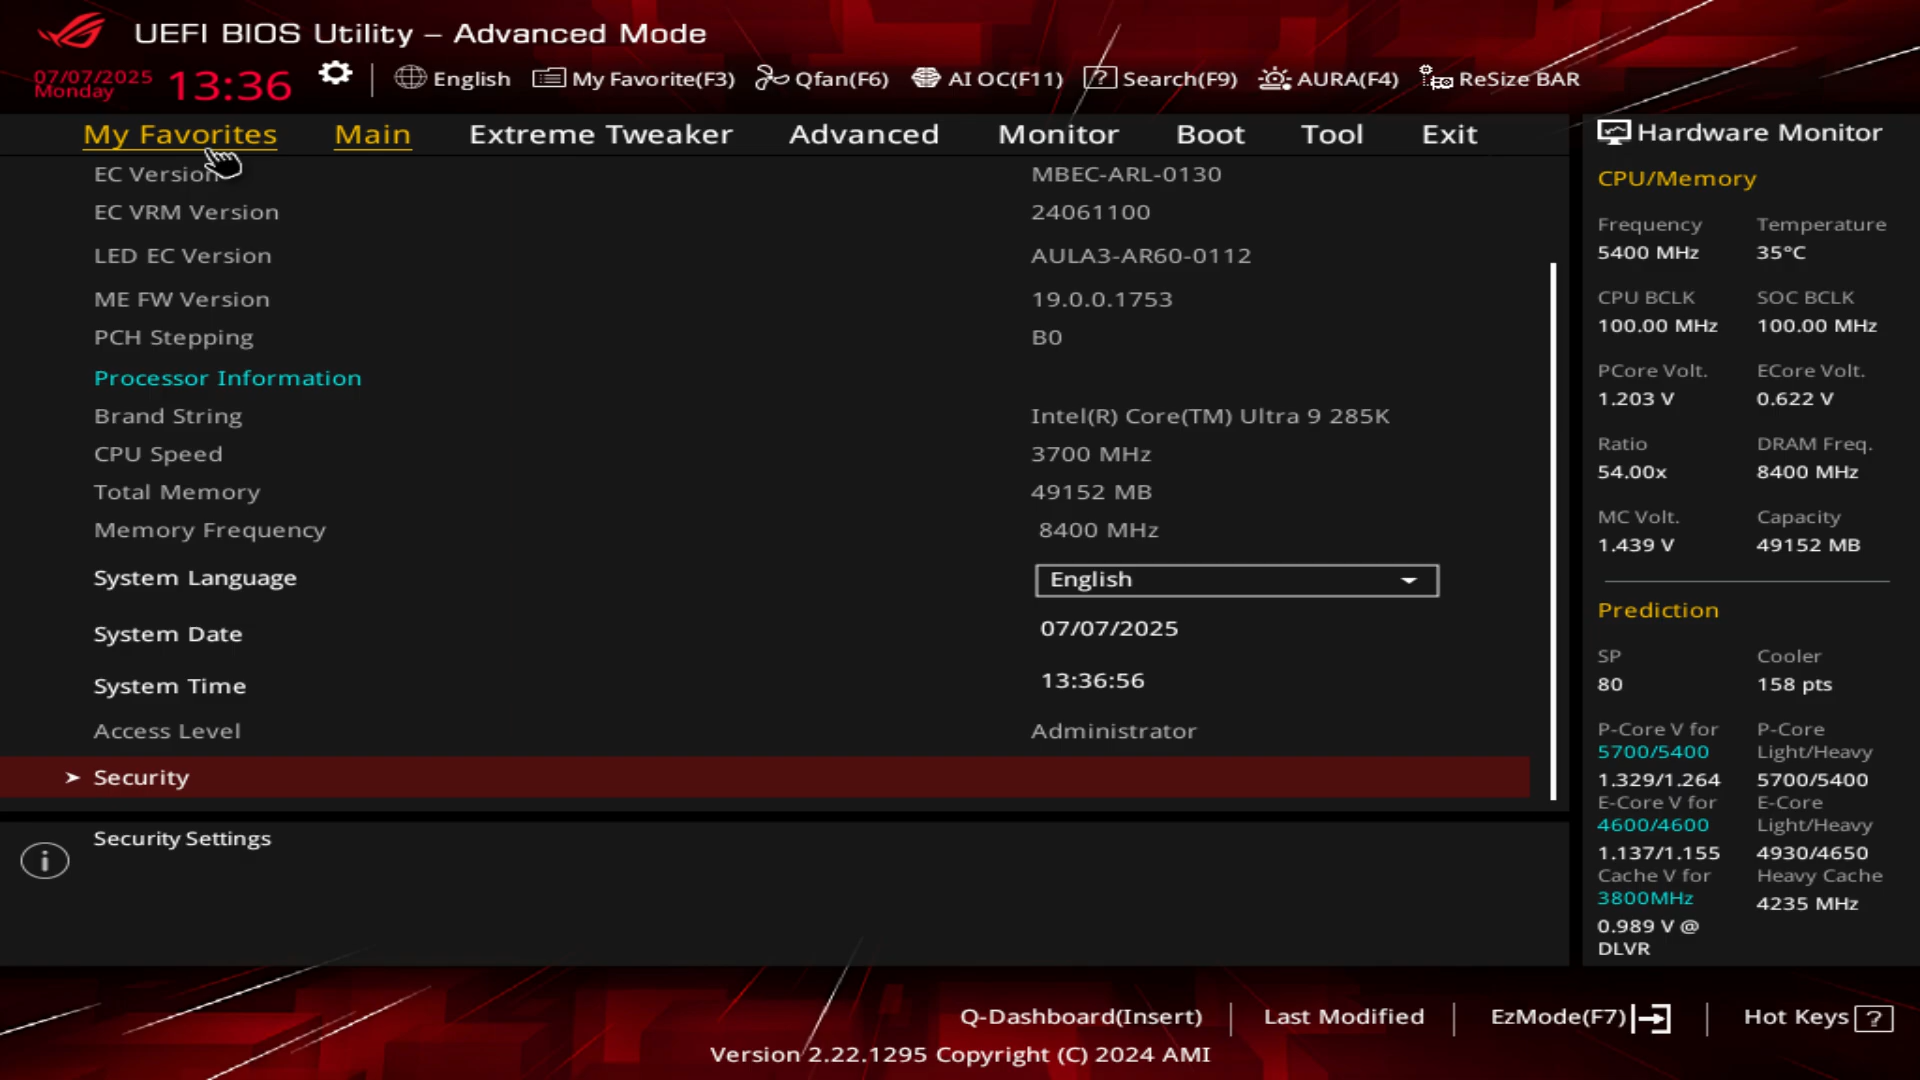 UEFI BIOS Utility – Advanced Mode
07/07/2025
Monday
13:36
English
My Favorite(F3)
Qfan(F6)
AI OC(F11)
Search(F9)
AURA(F4)
ReSize BAR
My Favorites
Main
Extreme Tweaker
Advanced
Monitor
Boot
Tool
Exit
EC Version MBEC-ARL-0130
EC VRM Version 24061100
LED EC Version AULA3-AR60-0112
ME FW Version 19.0.0.1753
PCH Stepping B0
Processor Information
Brand String Intel(R) Core(TM) Ultra 9 285K
CPU Speed 3700 MHz
Total Memory 49152 MB
Memory Frequency 8400 MHz
System Language English
System Date 07/07/2025
System Time 13:36:56
Access Level Administrator
Security
Security Settings
Hardware Monitor
CPU/Memory
Frequency Temperature
5400 MHz 35°C
CPU BCLK SOC BCLK
100.00 MHz 100.00 MHz
PCore Volt. ECore Volt.
1.203 V 0.622 V
Ratio DRAM Freq.
54.00x 8400 MHz
MC Volt. Capacity
1.439 V 49152 MB
Prediction
SP Cooler
80 158 pts
P-Core V for P-Core
5700/5400 Light/Heavy
1.329/1.264 5700/5400
E-Core V for E-Core
4600/4600 Light/Heavy
1.137/1.155 4930/4650
Cache V for Heavy Cache
3800MHz 4235 MHz
0.989 V @
DLVR
Q-Dashboard(Insert)
Last Modified
EzMode(F7)
Hot Keys ?
Version 2.22.1295 Copyright (C) 2024 AMI